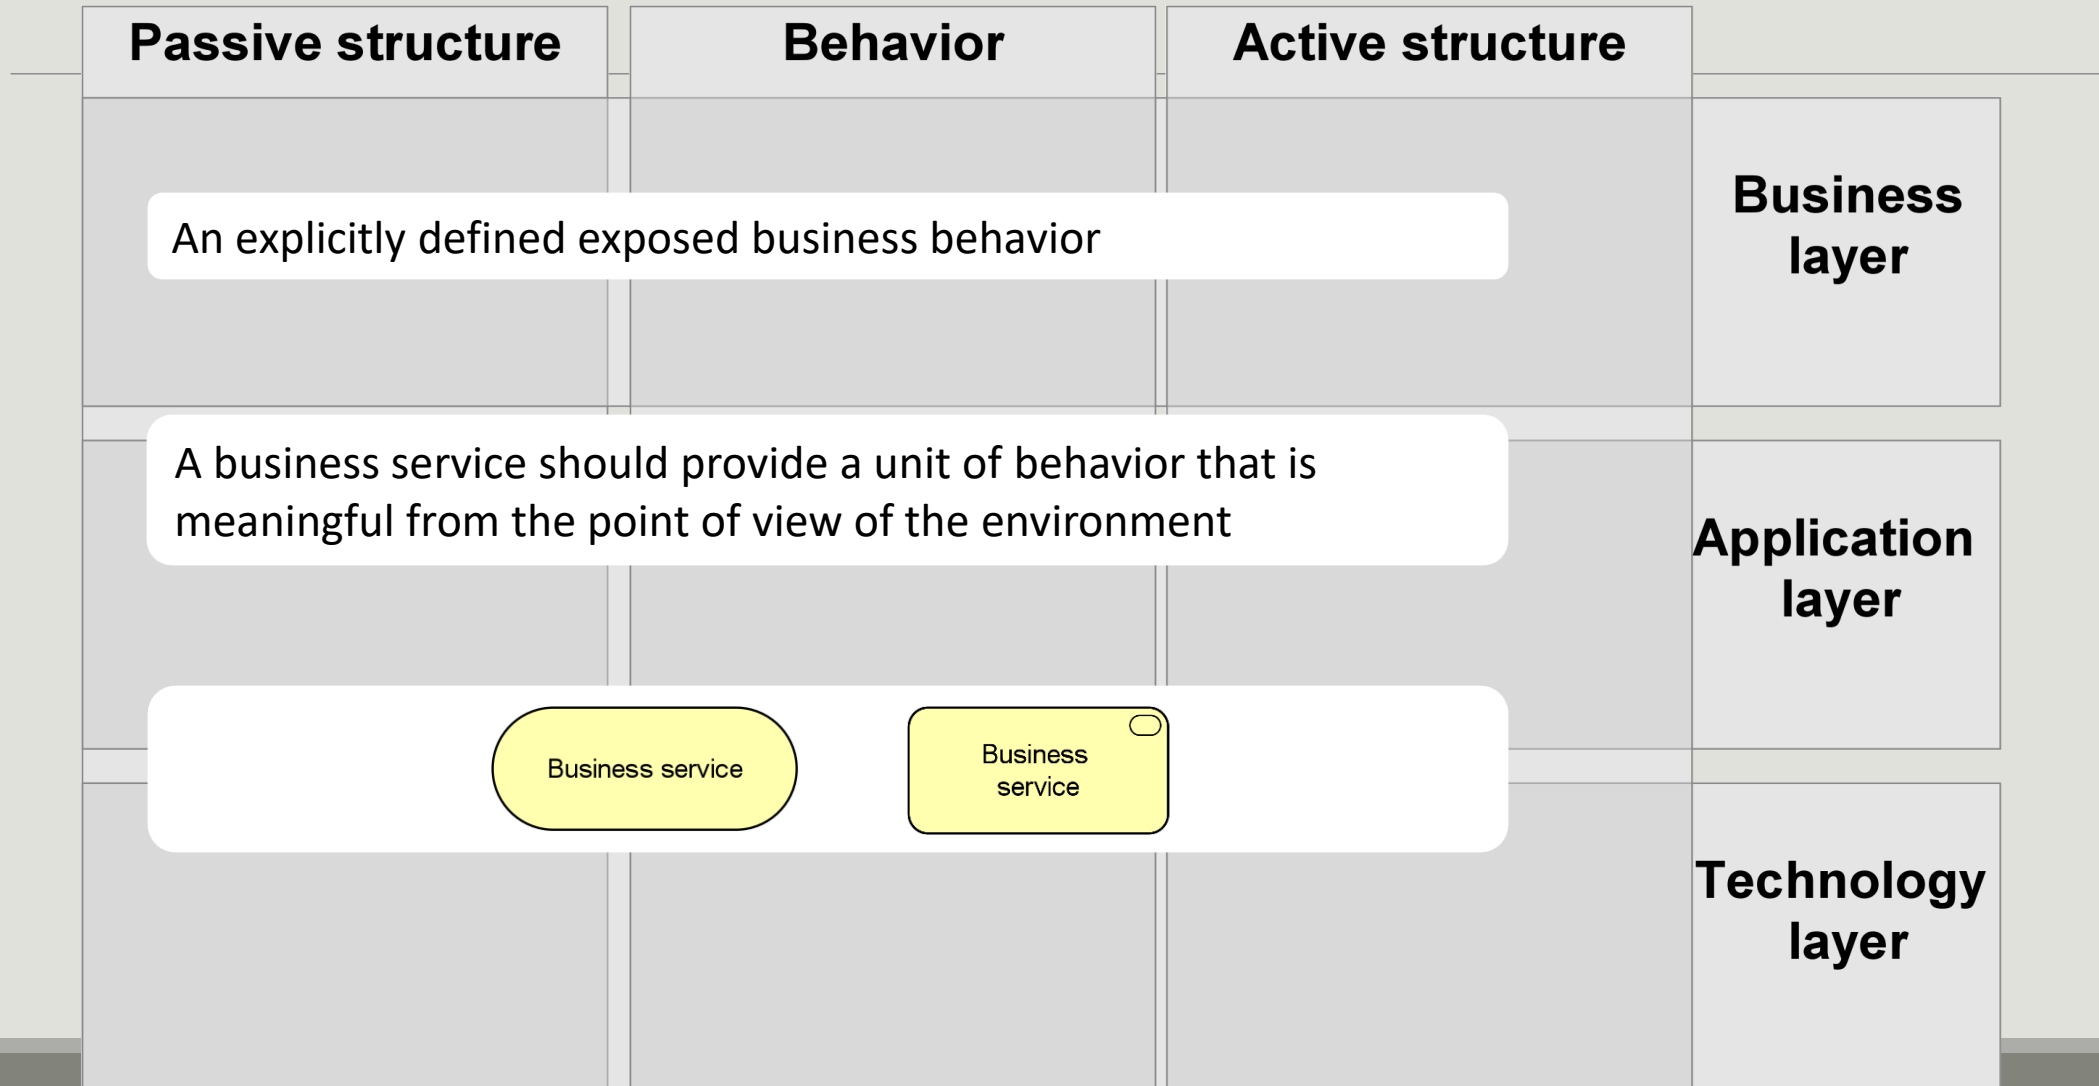 Passive structure
Behavior
Active structure
An explicitly defined exposed business behavior
Business
layer
A business service should provide a unit of behavior that is
meaningful from the point of view of the environment
Application
layer
Business service
Business
service
Technology
layer